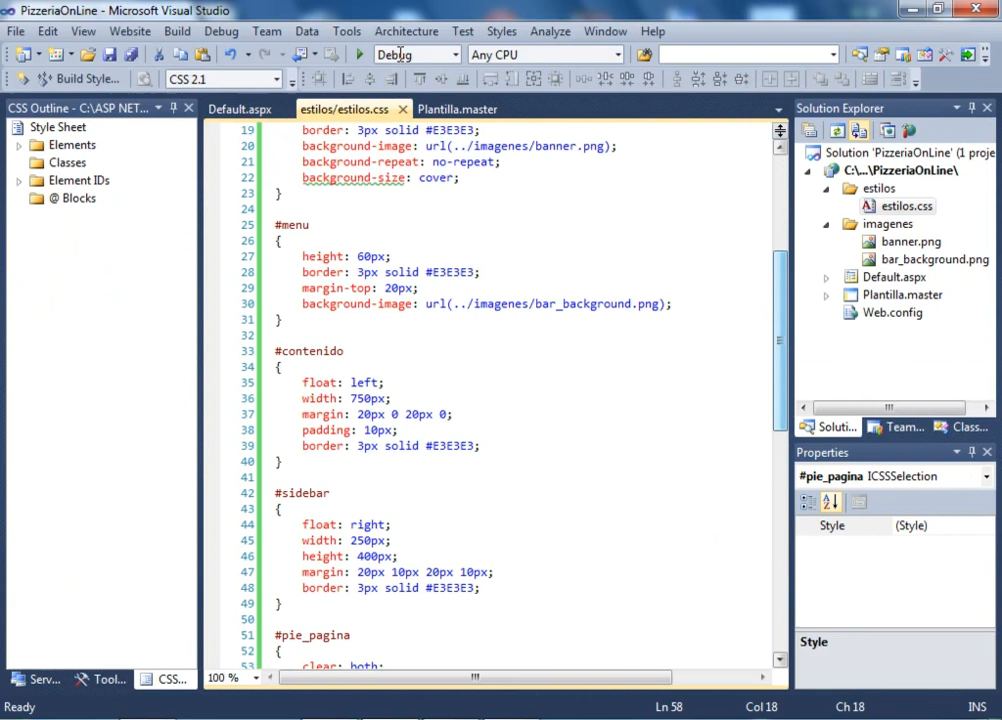 PizzeriaOnLine - Microsoft Visual Studio
File Edit View Website Build Debug Team Data Tools Architecture Test Styles Analyze Window Help
Debug Any CPU
Build Style... CSS 2.1
CSS Outline - C:\ASP NET...
Style Sheet
Elements
Classes
Element IDs
@ Blocks
Serv... Tool... CSS...
Default.aspx estilos/estilos.css Plantilla.master
19 border: 3px solid #E3E3E3;
20 background-image: url(../imagenes/banner.png);
21 background-repeat: no-repeat;
22 background-size: cover;
23 }
24
25 #menu
26 {
27 height: 60px;
28 border: 3px solid #E3E3E3;
29 margin-top: 20px;
30 background-image: url(../imagenes/bar_background.png);
31 }
32
33 #contenido
34 {
35 float: left;
36 width: 750px;
37 margin: 20px 0 20px 0;
38 padding: 10px;
39 border: 3px solid #E3E3E3;
40 }
41
42 #sidebar
43 {
44 float: right;
45 width: 250px;
46 height: 400px;
47 margin: 20px 10px 20px 10px;
48 border: 3px solid #E3E3E3;
49 }
50
51 #pie_pagina
52 {
53 clear: both;
100 %
Solution Explorer
Solution 'PizzeriaOnLine' (1 proje
C:\...\PizzeriaOnLine\
estilos
estilos.css
imagenes
banner.png
bar_background.png
Default.aspx
Plantilla.master
Web.config
Soluti... Team... Class...
Properties
#pie_pagina ICSSSelection
Style (Style)
Style
Ready Ln 58 Col 18 Ch 18 INS